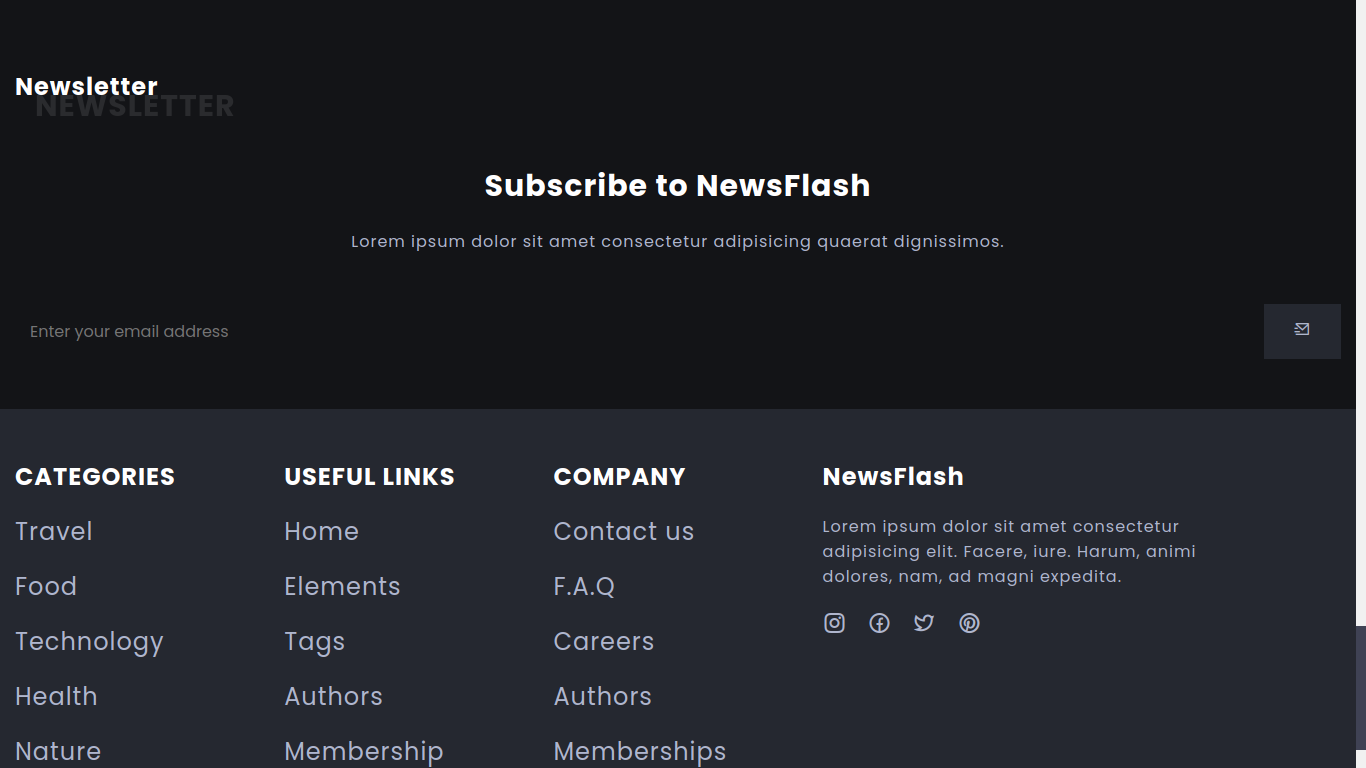 Newsletter
NEWSLETTER
Subscribe to NewsFlash
Lorem ipsum dolor sit amet consectetur adipisicing quaerat dignissimos.
Enter your email address
CATEGORIES
Travel
Food
Technology
Health
Nature
USEFUL LINKS
Home
Elements
Tags
Authors
Membership
COMPANY
Contact us
F.A.Q
Careers
Authors
Memberships
NewsFlash
Lorem ipsum dolor sit amet consectetur
adipisicing elit. Facere, iure. Harum, animi
dolores, nam, ad magni expedita.